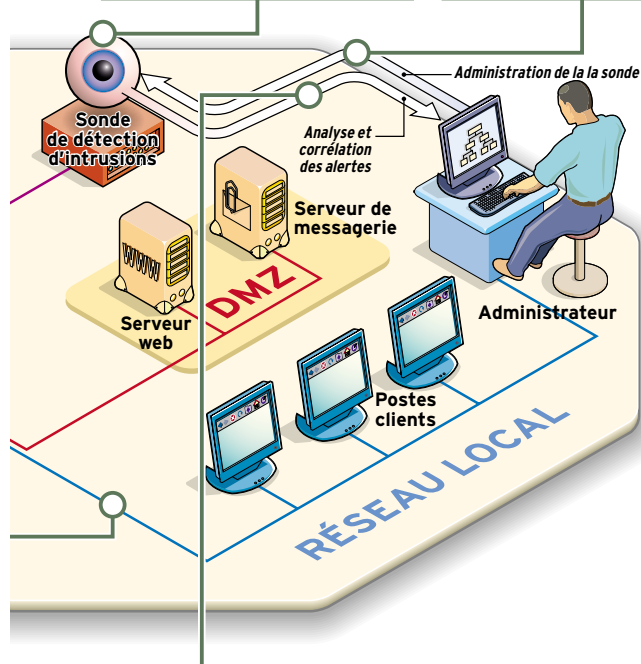 Administration de la la sonde
Sonde
de détection
d'intrusions
Analyse et
corrélation
des alertes
Serveur de
messagerie
WWW
DMZ
Serveur
web
Administrateur
Postes
clients
RÉSEAU LOCAL